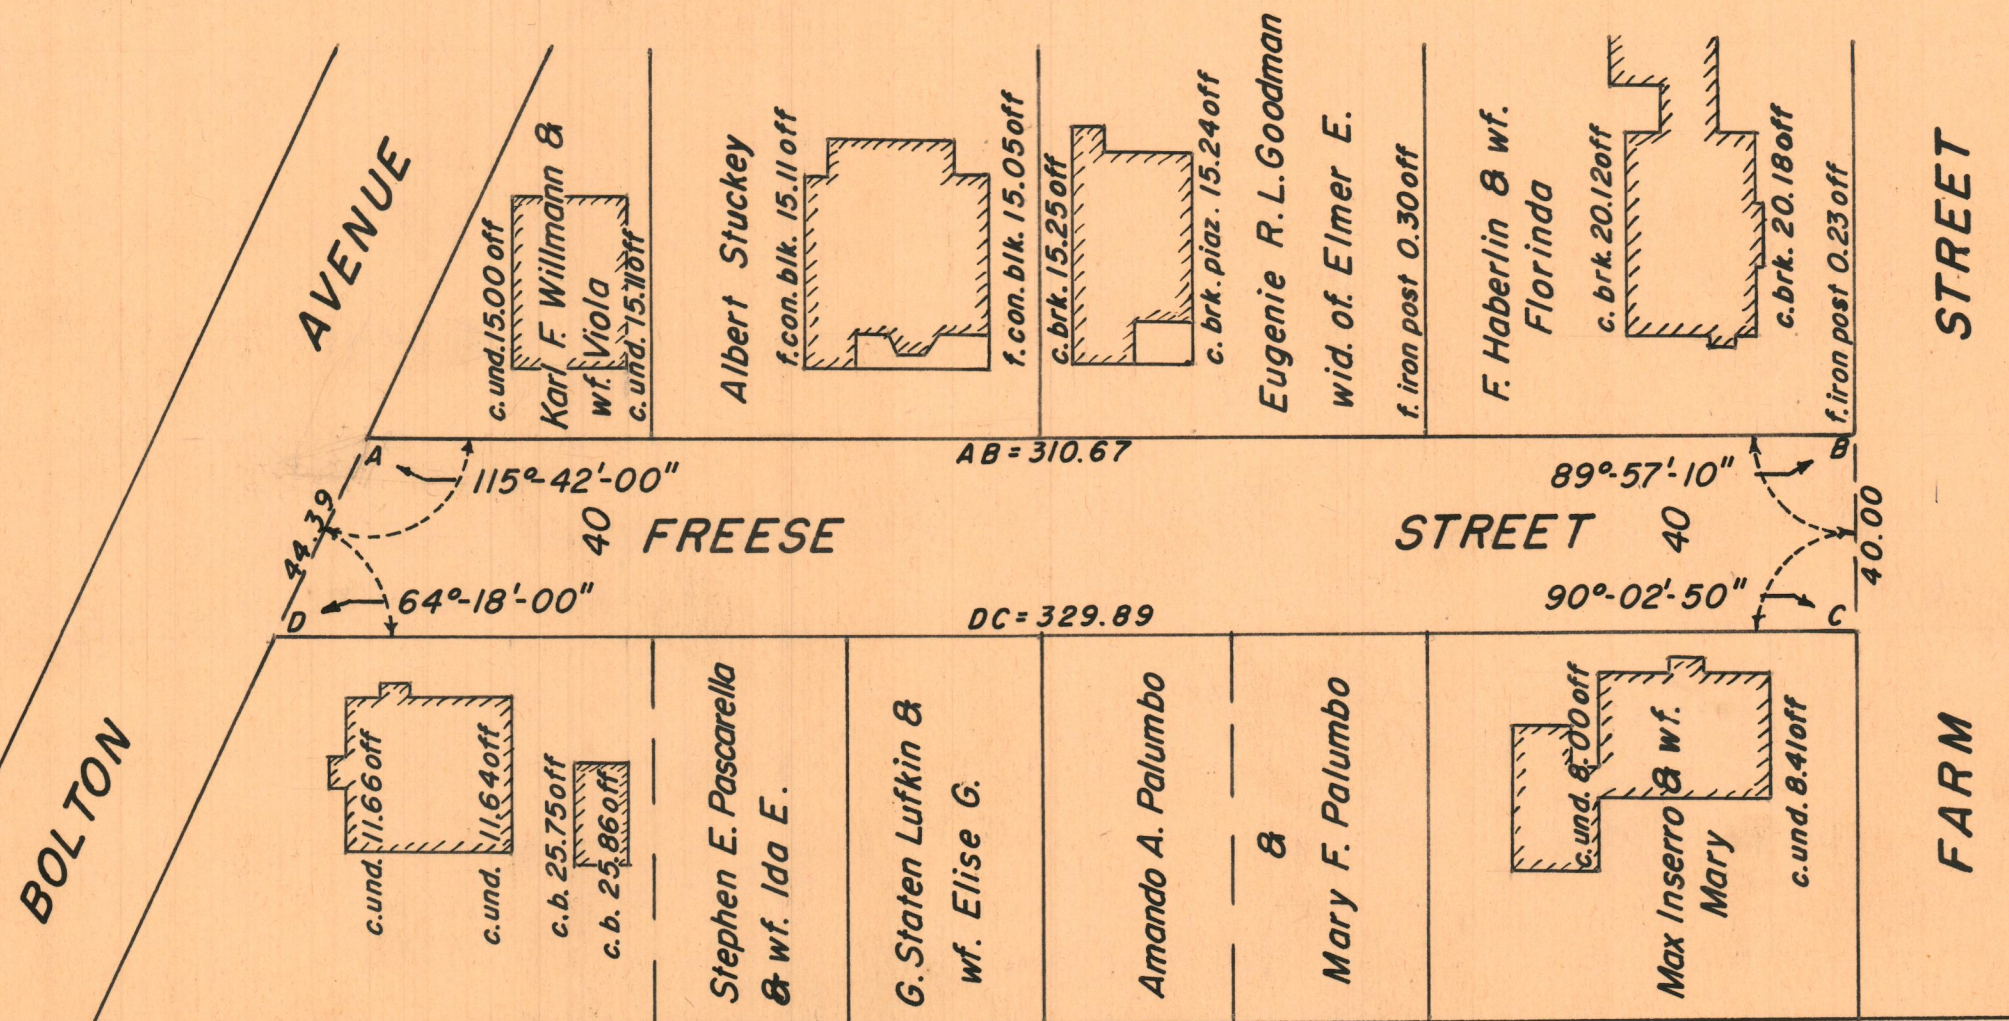 AVENUE
BOLTON
c. und. 15.00 off
Karl F. Willmann &
wf. Viola
c. und. 15.11 off
Albert Stuckey
f. con. blk. 15.11 off
f. con. blk. 15.05 off
c. brk. 15.25 off
c. brk. piaz. 15.24 off
Eugenie R. L. Goodman
wid. of Elmer E.
f. iron post 0.30 off
F. Haberlin & wf.
Florinda
c. brk. 20.12 off
c. brk. 20.18 off
f. iron post 0.23 off
STREET
FARM
A
AB = 310.67
B
115°-42'-00"
89°-57'-10"
44.39
40
FREESE
STREET
40
40.00
64°-18'-00"
90°-02'-50"
D
DC = 329.89
C
c. und. 11.66 off
c. und. 11.64 off
c. b. 25.75 off
c. b. 25.86 off
Stephen E. Pascarella
& wf. Ida E.
G. Staten Lufkin &
wf. Elise G.
Amando A. Palumbo
&
Mary F. Palumbo
c. und. 8.00 off
Max Inserro & wf.
Mary
c. und. 8.41 off